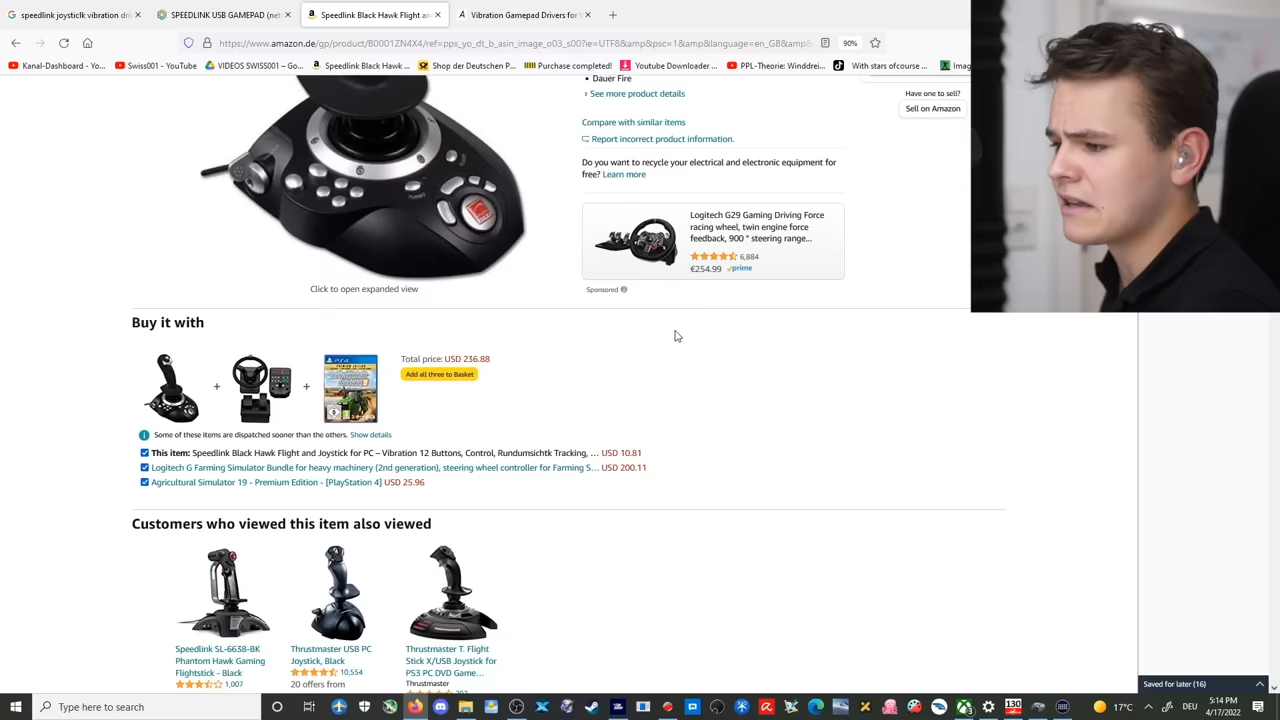 speedlink joysticlk vibration dri
SPEEDLINK USB GAMEPAD (ne
Speedlink Black Hawk Flight an
Vibration Gamepad Drivers for
https://www.amazon.de/gp/product/B00O1ZN4X4/ref=ppx_yo_dt_b_asin_image_o03_s00?ie=UTF8&psc=1&language=en_GB&
90%
Kanal-Dashboard - Yo...
Swiss001 - YouTube
VIDEOS SWISS001 – Go...
Speedlink Black Hawk ...
Shop der Deutschen P...
Purchase completed!
Youtube Downloader ...
PPL-Theorie: Winddrei...
With stars ofcourse ...
Imag
• Dauer Fire
› See more product details
Have one to sell?
Sell on Amazon
Compare with similar items
Report incorrect product information.
Do you want to recycle your electrical and electronic equipment for
free? Learn more
Logitech G29 Gaming Driving Force
racing wheel, twin engine force
feedback, 900 ° steering range...
6,884
€254.99 prime
Sponsored
Click to open expanded view
Buy it with
Total price: USD 236.88
Add all three to Basket
PS4
+ +
Some of these items are dispatched sooner than the others. Show details
This item: Speedlink Black Hawk Flight and Joystick for PC – Vibration 12 Buttons, Control, Rundumsichtk Tracking, ... USD 10.81
Logitech G Farming Simulator Bundle for heavy machinery (2nd generation), steering wheel controller for Farming S... USD 200.11
Agricultural Simulator 19 - Premium Edition - [PlayStation 4] USD 25.96
Customers who viewed this item also viewed
Speedlink SL-6638-BK
Phantom Hawk Gaming
Flightstick - Black
1,007
Thrustmaster USB PC
Joystick, Black
10,554
20 offers from
Thrustmaster T. Flight
Stick X/USB Joystick for
PS3 PC DVD Game...
Thrustmaster
Saved for later (16)
Type here to search
130
17°C
DEU
5:14 PM
4/17/2022